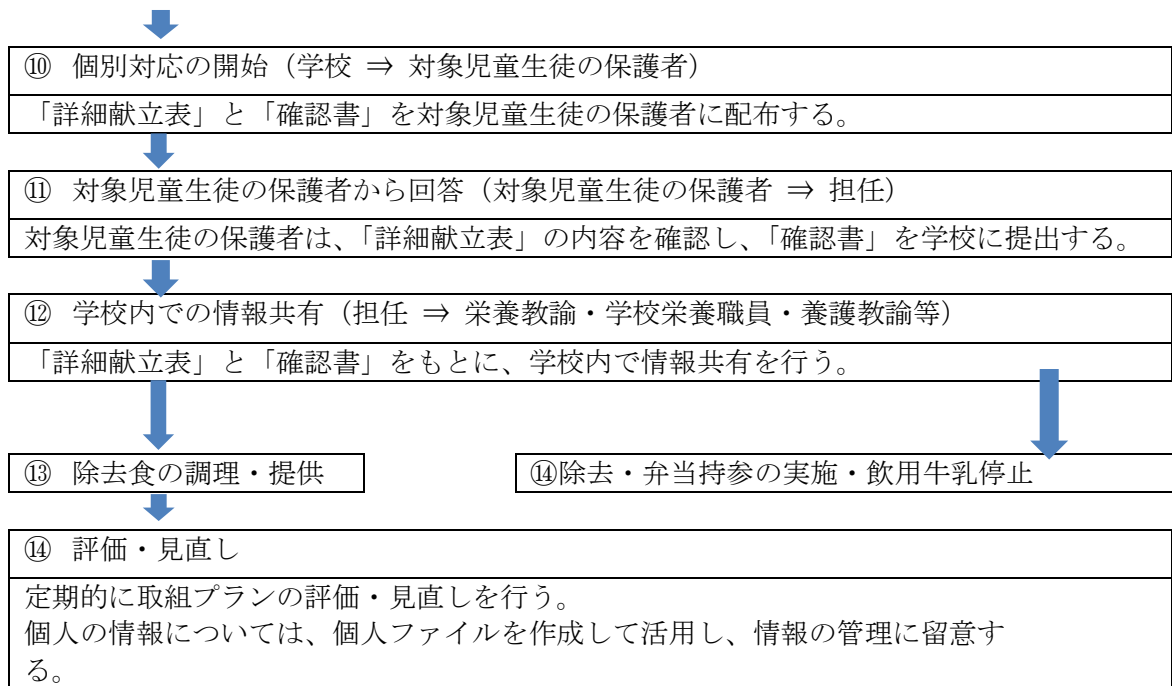 ⑩ 個別対応の開始（学校 ⇒ 対象児童生徒の保護者）
「詳細献立表」と「確認書」を対象児童生徒の保護者に配布する。
⑪ 対象児童生徒の保護者から回答（対象児童生徒の保護者 ⇒ 担任）
対象児童生徒の保護者は、「詳細献立表」の内容を確認し、「確認書」を学校に提出する。
⑫ 学校内での情報共有（担任 ⇒ 栄養教諭・学校栄養職員・養護教諭等）
「詳細献立表」と「確認書」をもとに、学校内で情報共有を行う。
⑬ 除去食の調理・提供
⑭除去・弁当持参の実施・飲用牛乳停止
⑭ 評価・見直し
定期的に取組プランの評価・見直しを行う。
個人の情報については、個人ファイルを作成して活用し、情報の管理に留意す
る。